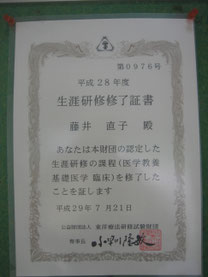 第0976号
平成28年度
生涯研修修了証書
藤井 直子 殿
あなたは本財団の認定した
生涯研修の課程(医学教養
基礎医学 臨床)を修了した
ことを証します
平成29年7月21日
公益財団法人 東洋療法研修試験財団
理事長